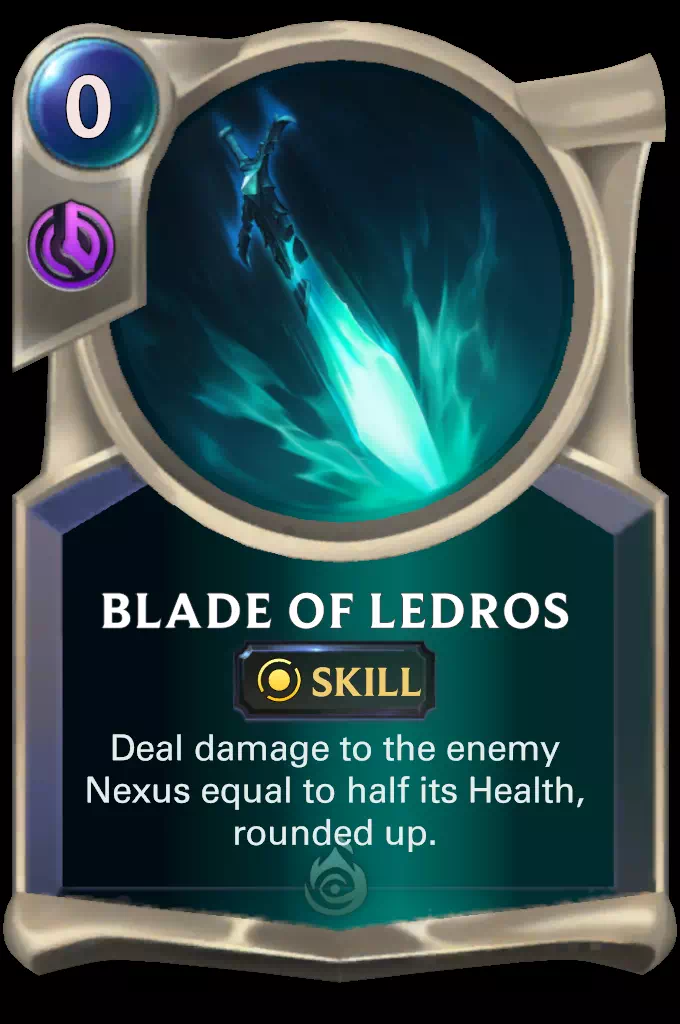 0
BLADE OF LEDROS
SKILL
Deal damage to the enemy
Nexus equal to half its Health,
rounded up.